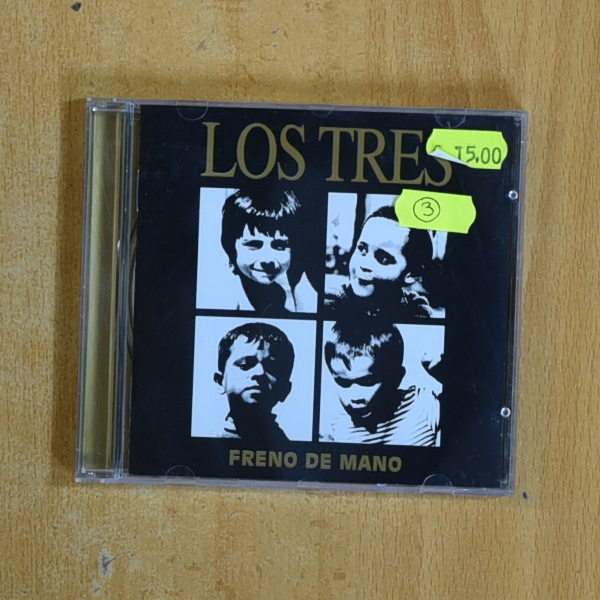 LOS TRES
15.00
3
FRENO DE MANO